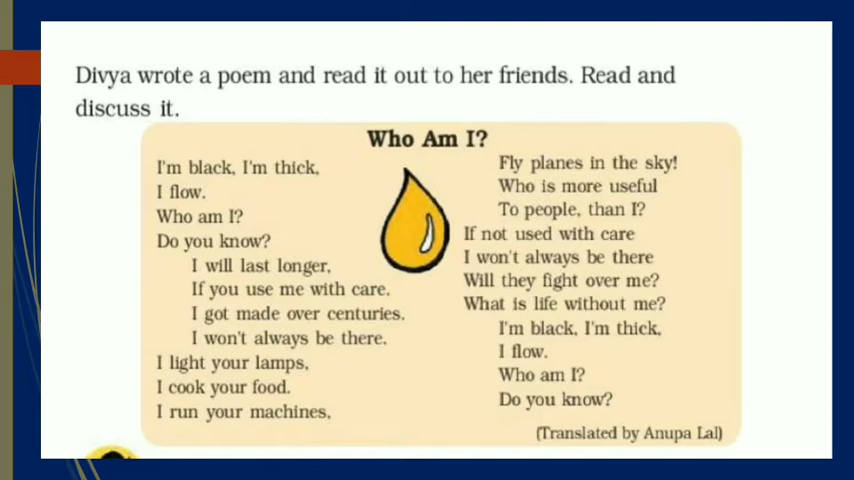 Divya wrote a poem and read it out to her friends. Read and
discuss it.
Who Am I?
I'm black, I'm thick,
I flow.
Who am I?
Do you know?
I will last longer,
If you use me with care.
I got made over centuries.
I won't always be there.
I light your lamps,
I cook your food.
I run your machines,
Fly planes in the sky!
Who is more useful
To people, than I?
If not used with care
I won't always be there
Will they fight over me?
What is life without me?
I'm black, I'm thick,
I flow.
Who am I?
Do you know?
(Translated by Anupa Lal)